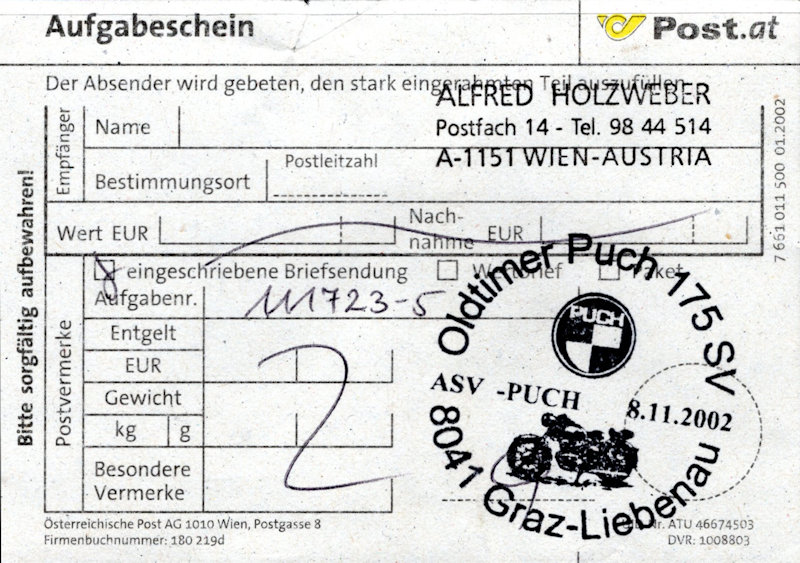 Aufgabeschein
Post.at
Der Absender wird gebeten, den stark eingerahmten Teil auszufüllen
ALFRED HOLZWEBER
Postfach 14 - Tel. 98 44 514
A-1151 WIEN-AUSTRIA
Empfänger
Name
Postleitzahl
Bestimmungsort
Wert EUR
Nach-
nahme EUR
Bitte sorgfältig aufbewahren!
7 661 011 500 01.2002
eingeschriebene Briefsendung
Wertbrief
Paket
Postvermerke
Aufgabenr. 111723-5
Entgelt
EUR
2
Gewicht
kg g
Besondere
Vermerke
Oldtimer Puch 175 SV
PUCH
ASV - PUCH
8.11.2002
8041 Graz-Liebenau
Österreichische Post AG 1010 Wien, Postgasse 8
Firmenbuchnummer: 180 219d
Nr. ATU 46674503
DVR: 1008803